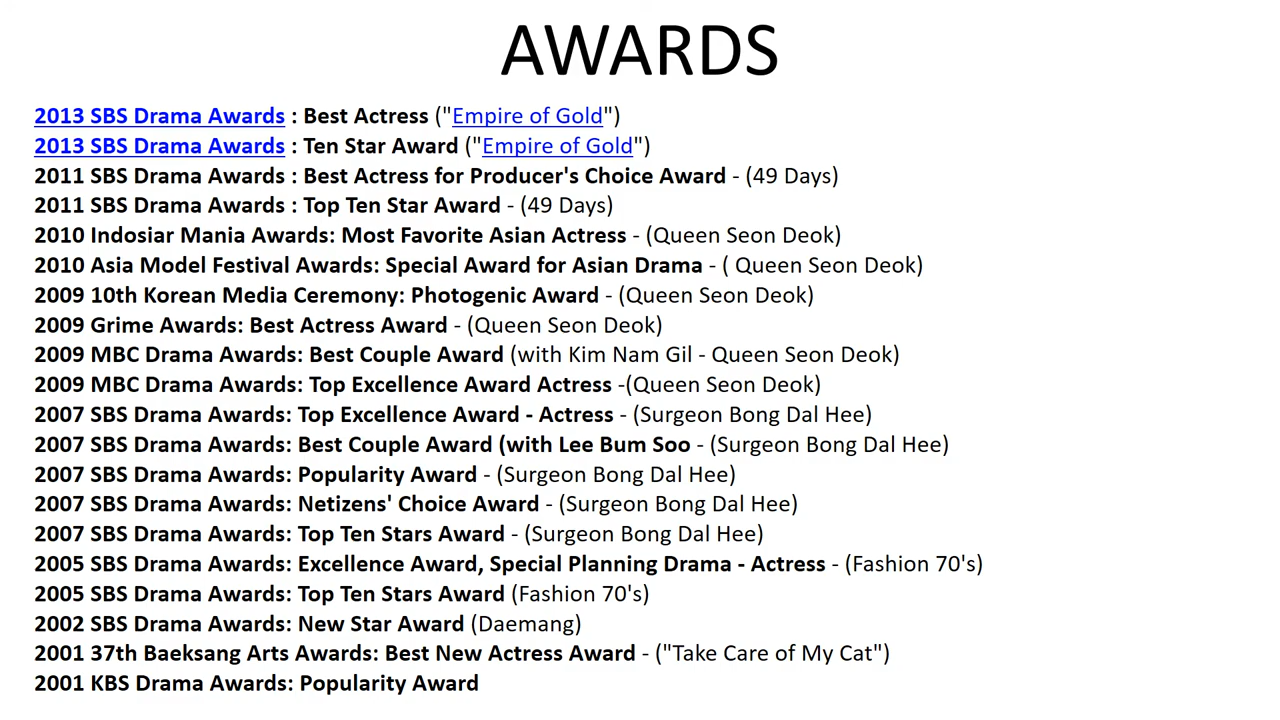 AWARDS
2013 SBS Drama Awards : Best Actress ("Empire of Gold")
2013 SBS Drama Awards : Ten Star Award ("Empire of Gold")
2011 SBS Drama Awards : Best Actress for Producer's Choice Award - (49 Days)
2011 SBS Drama Awards : Top Ten Star Award - (49 Days)
2010 Indosiar Mania Awards: Most Favorite Asian Actress - (Queen Seon Deok)
2010 Asia Model Festival Awards: Special Award for Asian Drama - ( Queen Seon Deok)
2009 10th Korean Media Ceremony: Photogenic Award - (Queen Seon Deok)
2009 Grime Awards: Best Actress Award - (Queen Seon Deok)
2009 MBC Drama Awards: Best Couple Award (with Kim Nam Gil - Queen Seon Deok)
2009 MBC Drama Awards: Top Excellence Award Actress -(Queen Seon Deok)
2007 SBS Drama Awards: Top Excellence Award - Actress - (Surgeon Bong Dal Hee)
2007 SBS Drama Awards: Best Couple Award (with Lee Bum Soo - (Surgeon Bong Dal Hee)
2007 SBS Drama Awards: Popularity Award - (Surgeon Bong Dal Hee)
2007 SBS Drama Awards: Netizens' Choice Award - (Surgeon Bong Dal Hee)
2007 SBS Drama Awards: Top Ten Stars Award - (Surgeon Bong Dal Hee)
2005 SBS Drama Awards: Excellence Award, Special Planning Drama - Actress - (Fashion 70's)
2005 SBS Drama Awards: Top Ten Stars Award (Fashion 70's)
2002 SBS Drama Awards: New Star Award (Daemang)
2001 37th Baeksang Arts Awards: Best New Actress Award - ("Take Care of My Cat")
2001 KBS Drama Awards: Popularity Award